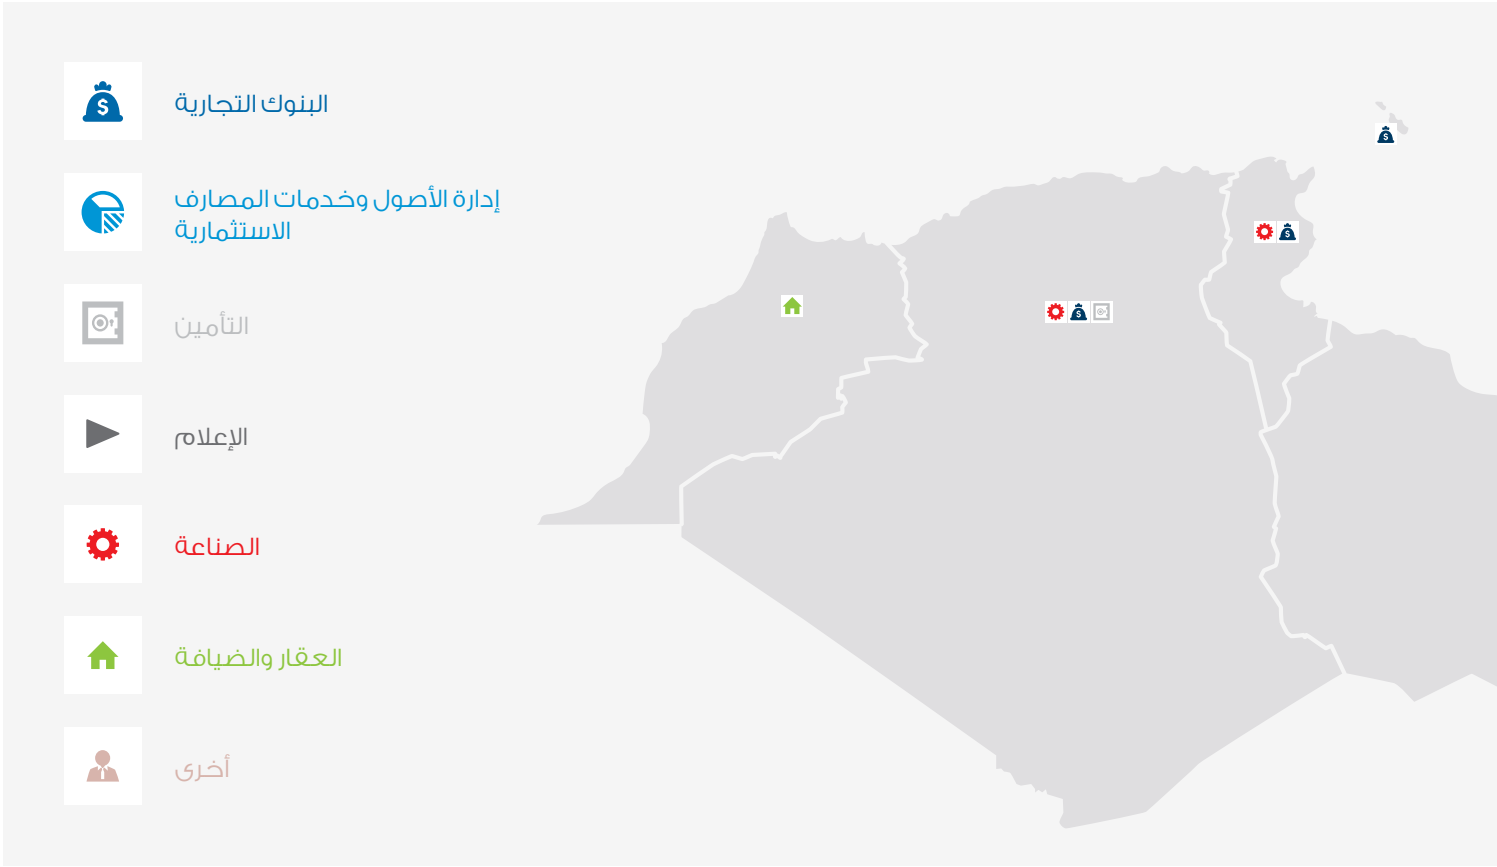 البنوك التجارية
إدارة الأصول وخدمات المصارف
الاستثمارية
التأمين
الإعلام
الصناعة
العقار والضيافة
أخرى